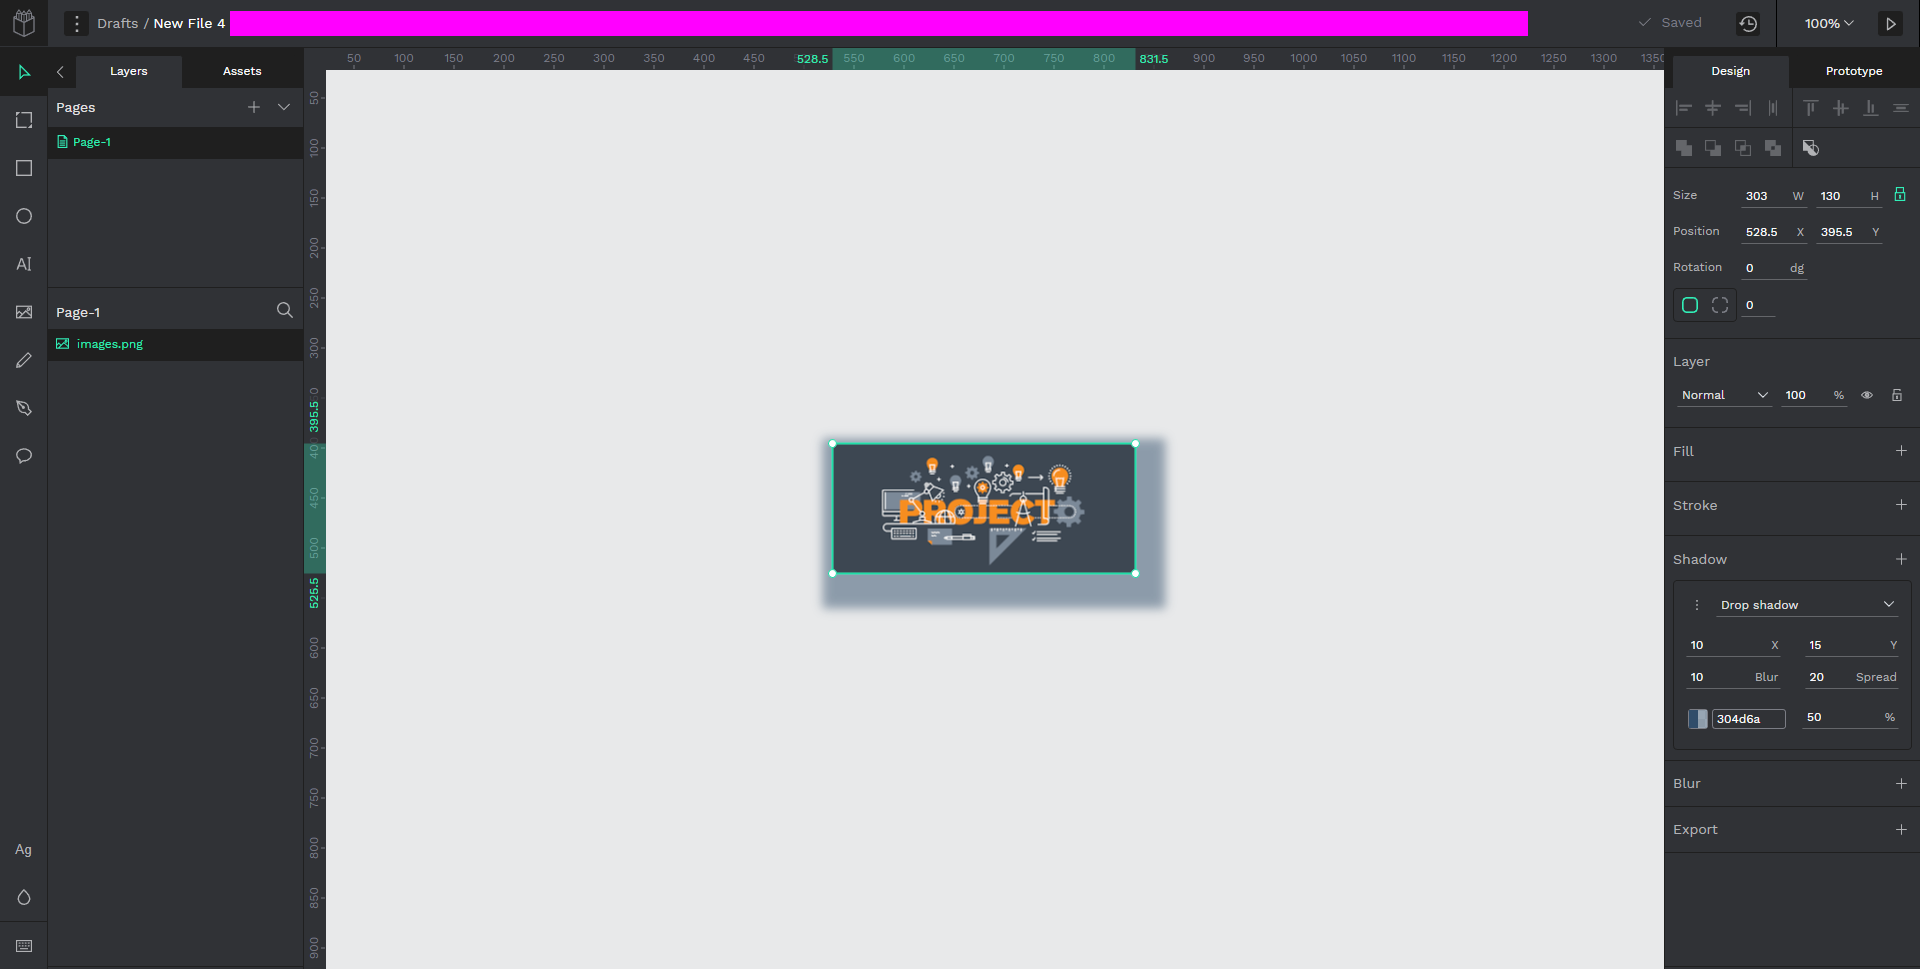 Drafts / New File 4
Saved
100%
Layers
Assets
Pages
Page-1
Page-1
images.png
Ag
50 100 150 200 250 300 350 400 450 528.5 550 600 650 700 750 800 831.5 900 950 1000 1050 1100 1150 1200 1250 1300 1350
50 100 150 200 250 300 395.5 450 500 525.5 600 650 700 750 800 850 900
PROJECT
Design
Prototype
Size 303 W 130 H
Position 528.5 X 395.5 Y
Rotation 0 dg
0
Layer
Normal 100 %
Fill
Stroke
Shadow
Drop shadow
10 X 15 Y
10 Blur 20 Spread
304d6a 50 %
Blur
Export